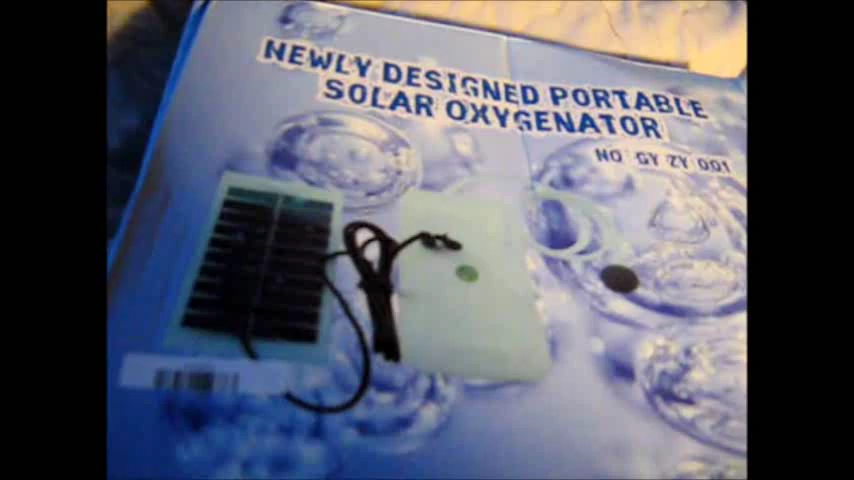 NEWLY DESIGNED PORTABLE
SOLAR OXYGENATOR
NO GY ZY 001